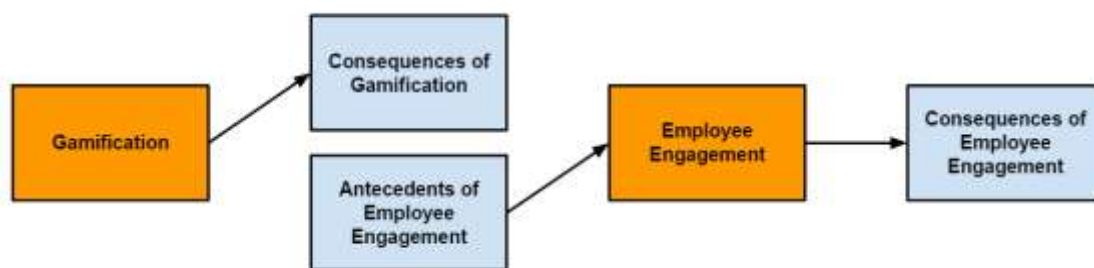 Gamification
Consequences of
Gamification
Antecedents of
Employee
Engagement
Employee
Engagement
Consequences of
Employee
Engagement